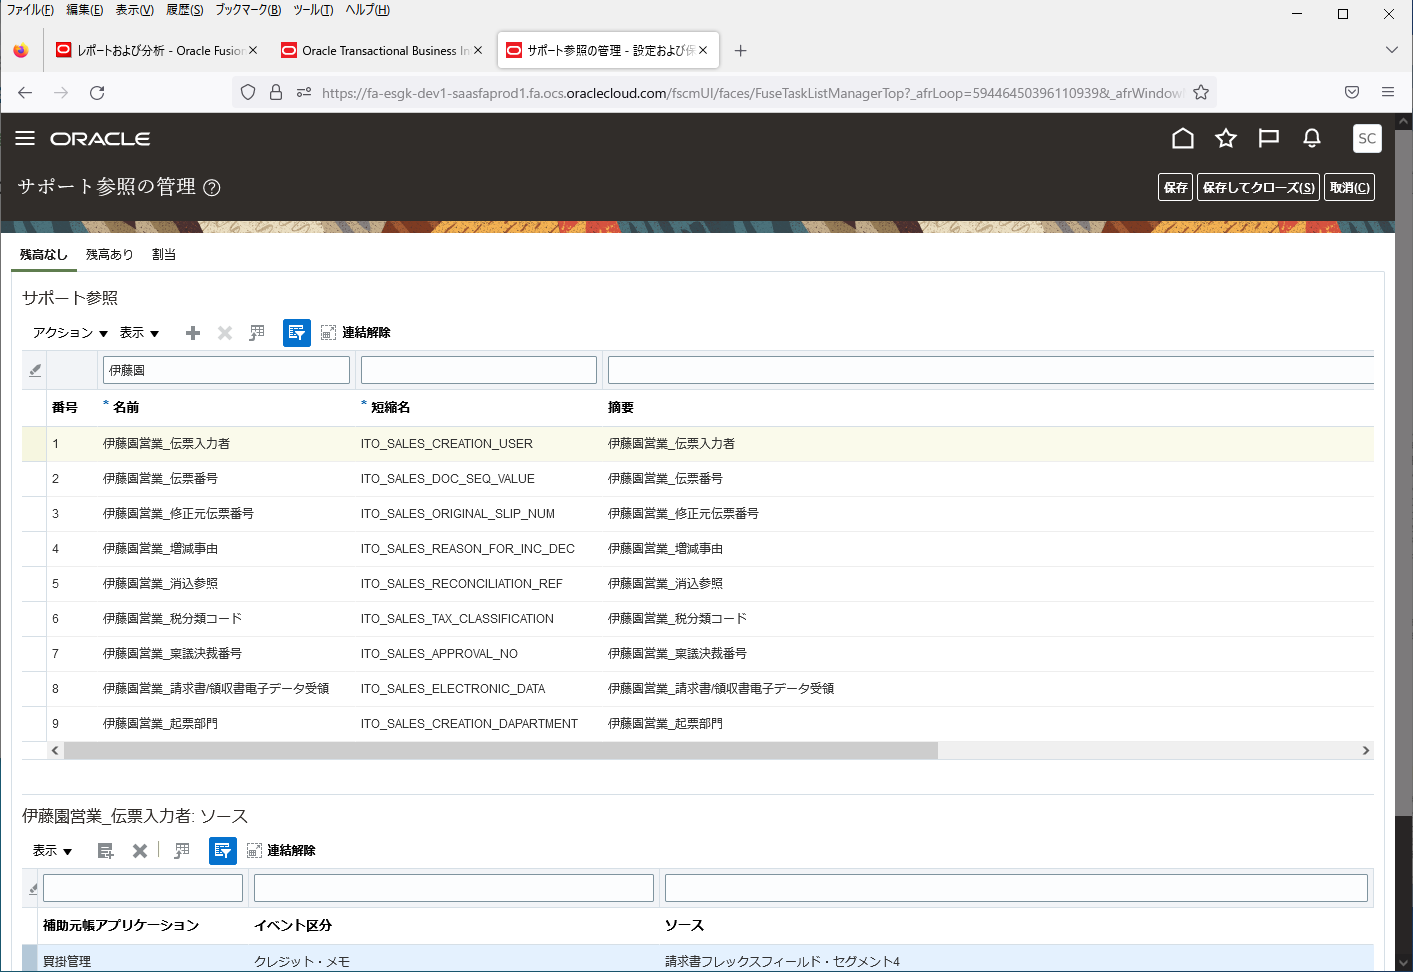 ファイル(F) 編集(E) 表示(V) 履歴(S) ブックマーク(B) ツール(T) ヘルプ(H)
レポートおよび分析 - Oracle Fusion
Oracle Transactional Business In
サポート参照の管理 - 設定および保
https://fa-esgk-dev1-saasfaprod1.fa.ocs.oraclecloud.com/fscmUI/faces/FuseTaskListManagerTop?_afrLoop=59446450396110939&_afrWindow
ORACLE
SC
サポート参照の管理 ?
保存 保存してクローズ(S) 取消(C)
残高なし 残高あり 割当
サポート参照
アクション 表示 連結解除
伊藤園
番号 * 名前 * 短縮名 摘要
1 伊藤園営業_伝票入力者 ITO_SALES_CREATION_USER 伊藤園営業_伝票入力者
2 伊藤園営業_伝票番号 ITO_SALES_DOC_SEQ_VALUE 伊藤園営業_伝票番号
3 伊藤園営業_修正元伝票番号 ITO_SALES_ORIGINAL_SLIP_NUM 伊藤園営業_修正元伝票番号
4 伊藤園営業_増減事由 ITO_SALES_REASON_FOR_INC_DEC 伊藤園営業_増減事由
5 伊藤園営業_消込参照 ITO_SALES_RECONCILIATION_REF 伊藤園営業_消込参照
6 伊藤園営業_税分類コード ITO_SALES_TAX_CLASSIFICATION 伊藤園営業_税分類コード
7 伊藤園営業_稟議決裁番号 ITO_SALES_APPROVAL_NO 伊藤園営業_稟議決裁番号
8 伊藤園営業_請求書/領収書電子データ受領 ITO_SALES_ELECTRONIC_DATA 伊藤園営業_請求書/領収書電子データ受領
9 伊藤園営業_起票部門 ITO_SALES_CREATION_DAPARTMENT 伊藤園営業_起票部門
伊藤園営業_伝票入力者: ソース
表示 連結解除
補助元帳アプリケーション イベント区分 ソース
買掛管理 クレジット・メモ 請求書フレックスフィールド・セグメント4